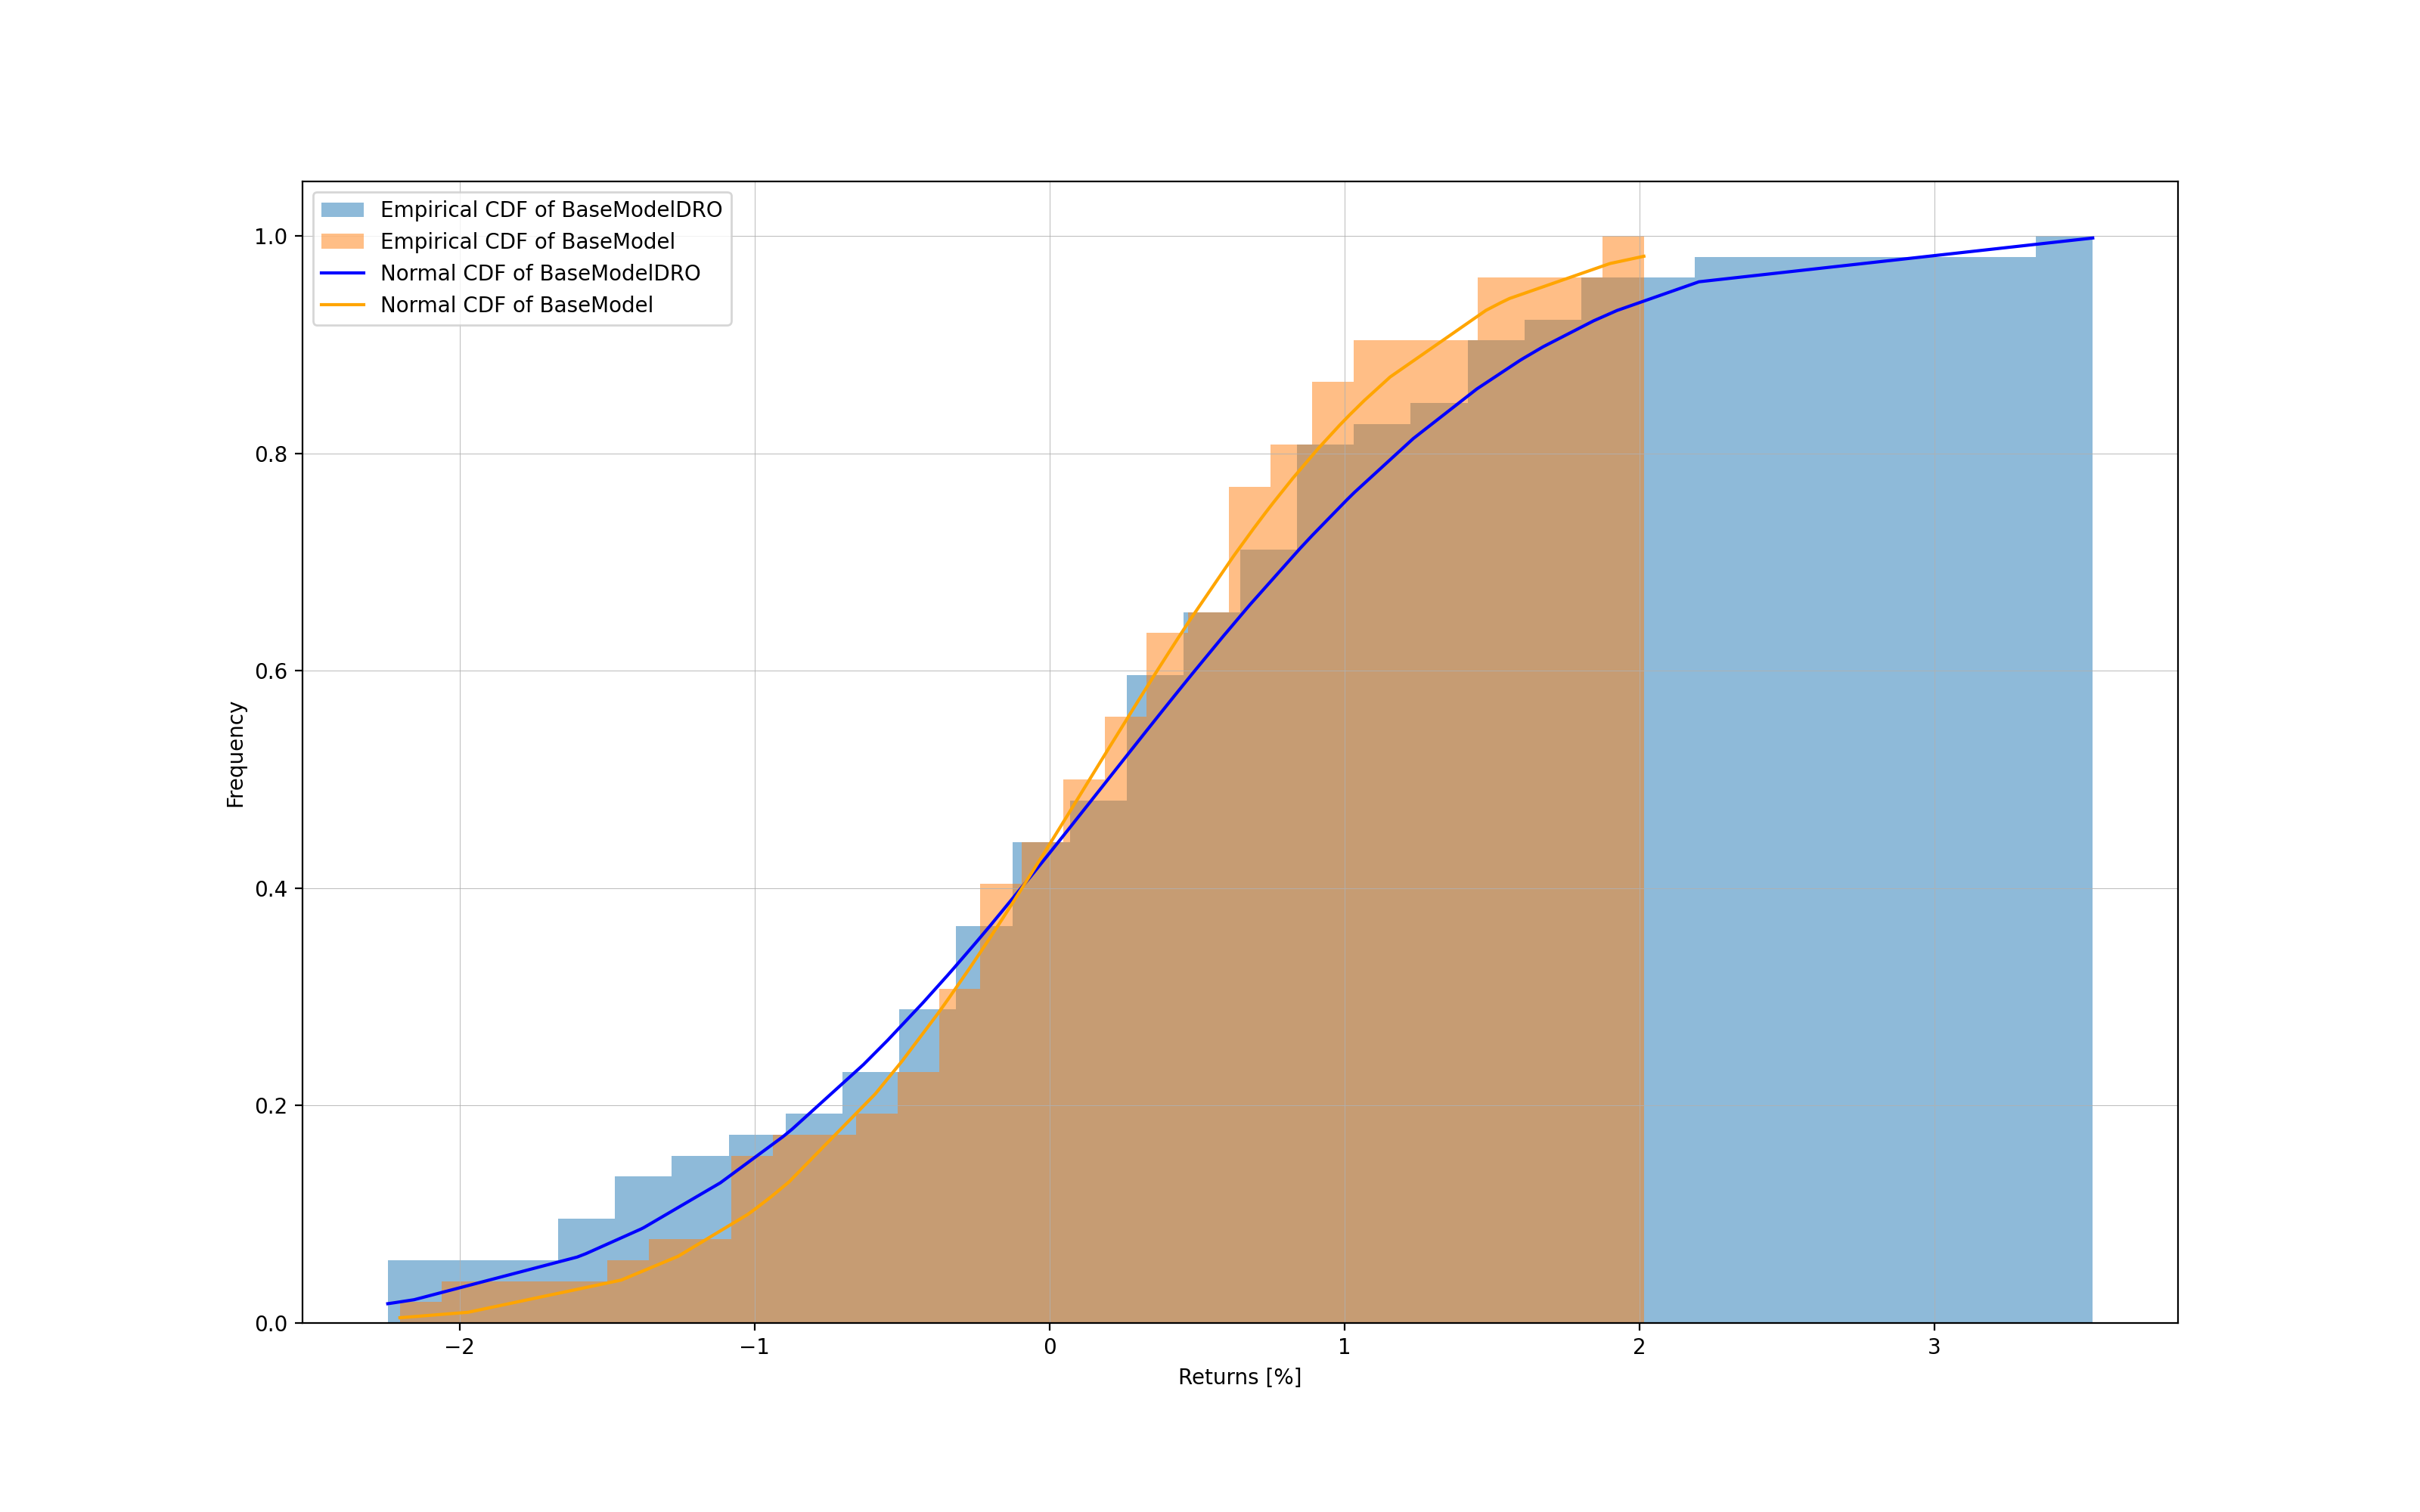 Empirical CDF of BaseModelDRO
Empirical CDF of BaseModel
Normal CDF of BaseModelDRO
Normal CDF of BaseModel
1.0
0.8
0.6
0.4
0.2
0.0
Frequency
−2
−1
0
1
2
3
Returns [%]